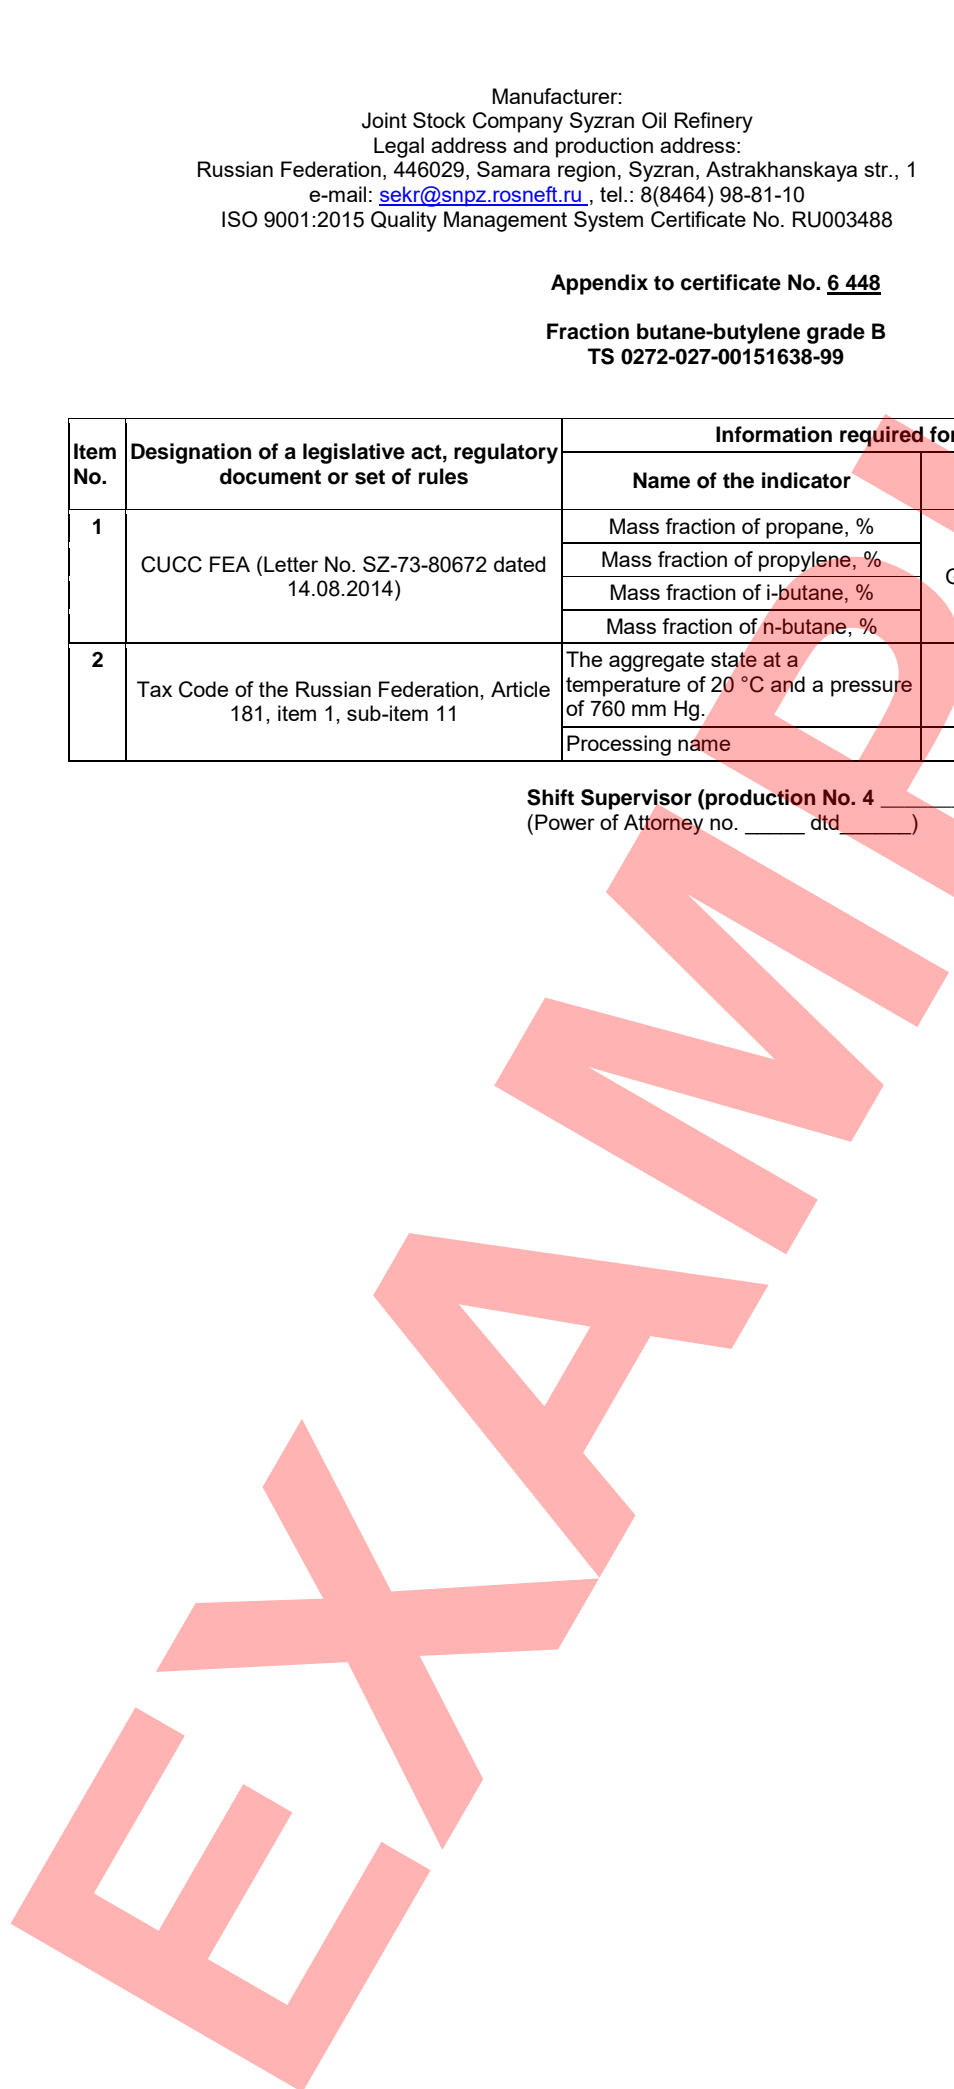 Manufacturer:
Joint Stock Company Syzran Oil Refinery
Legal address and production address:
Russian Federation, 446029, Samara region, Syzran, Astrakhanskaya str., 1
e-mail: sekr@snpz.rosneft.ru , tel.: 8(8464) 98-81-10
ISO 9001:2015 Quality Management System Certificate No. RU003488
Appendix to certificate No. 6 448
Fraction butane-butylene grade B
TS 0272-027-00151638-99
Item No.
Designation of a legislative act, regulatory
document or set of rules
Information required for
Name of the indicator
1
CUCC FEA (Letter No. SZ-73-80672 dated
14.08.2014)
Mass fraction of propane, %
Mass fraction of propylene, %
Mass fraction of i-butane, %
Mass fraction of n-butane, %
2
Tax Code of the Russian Federation, Article
181, item 1, sub-item 11
The aggregate state at a
temperature of 20 °C and a pressure
of 760 mm Hg.
Processing name
Shift Supervisor (production No. 4 ______
(Power of Attorney no. _____ dtd______)
EXAMP